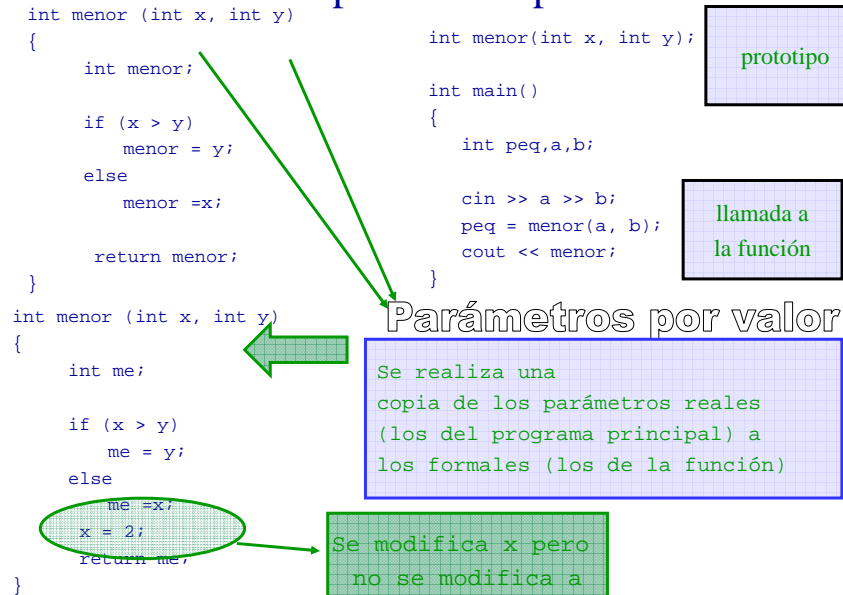 int menor (int x, int y)
{
int menor;
if (x > y)
menor = y;
else
menor =x;
return menor;
}
int menor(int x, int y);
int main()
{
int peq,a,b;
cin >> a >> b;
peq = menor(a, b);
cout << menor;
}
prototipo
llamada a
la función
Parámetros por valor
Se realiza una
copia de los parámetros reales
(los del programa principal) a
los formales (los de la función)
int menor (int x, int y)
{
int me;
if (x > y)
me = y;
else
me =x;
x = 2;
return me;
}
Se modifica x pero
no se modifica a